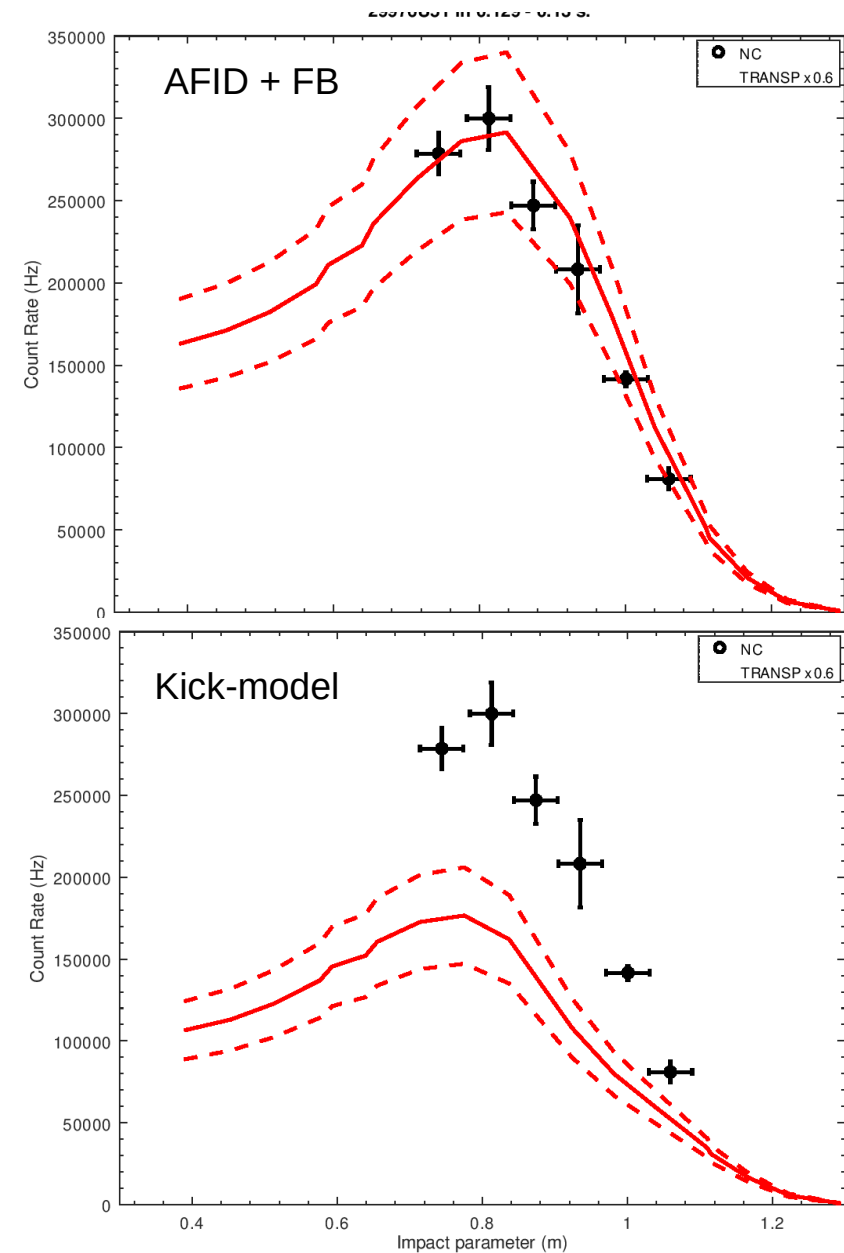 350000
AFID + FB
NC
TRANSP x 0.6
300000
250000
200000
Count Rate (Hz)
150000
100000
50000
0
350000
Kick-model
NC
TRANSP x 0.6
300000
250000
200000
Count Rate (Hz)
150000
100000
50000
0
0.4 0.6 0.8 1 1.2
Impact parameter (m)